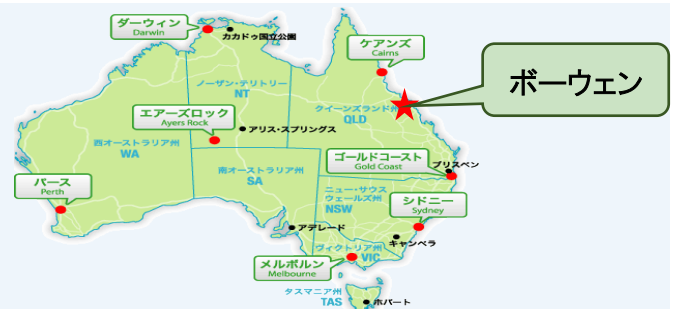 ダーウィン
Darwin
カカドゥ国立公園
ケアンズ
Cairns
ボーウェン
ノーザン・テリトリー
NT
クイーンズランド州
QLD
エアーズロック
Ayers Rock
アリス・スプリングス
西オーストラリア州
WA
南オーストラリア州
SA
ゴールドコースト
Gold Coast
ブリスベン
パース
Perth
ニュー・サウス
ウェールズ州
NSW
シドニー
Sydney
アデレード
キャンベラ
ヴィクトリア州
VIC
メルボルン
Melbourne
タスマニア州
TAS
ホバート